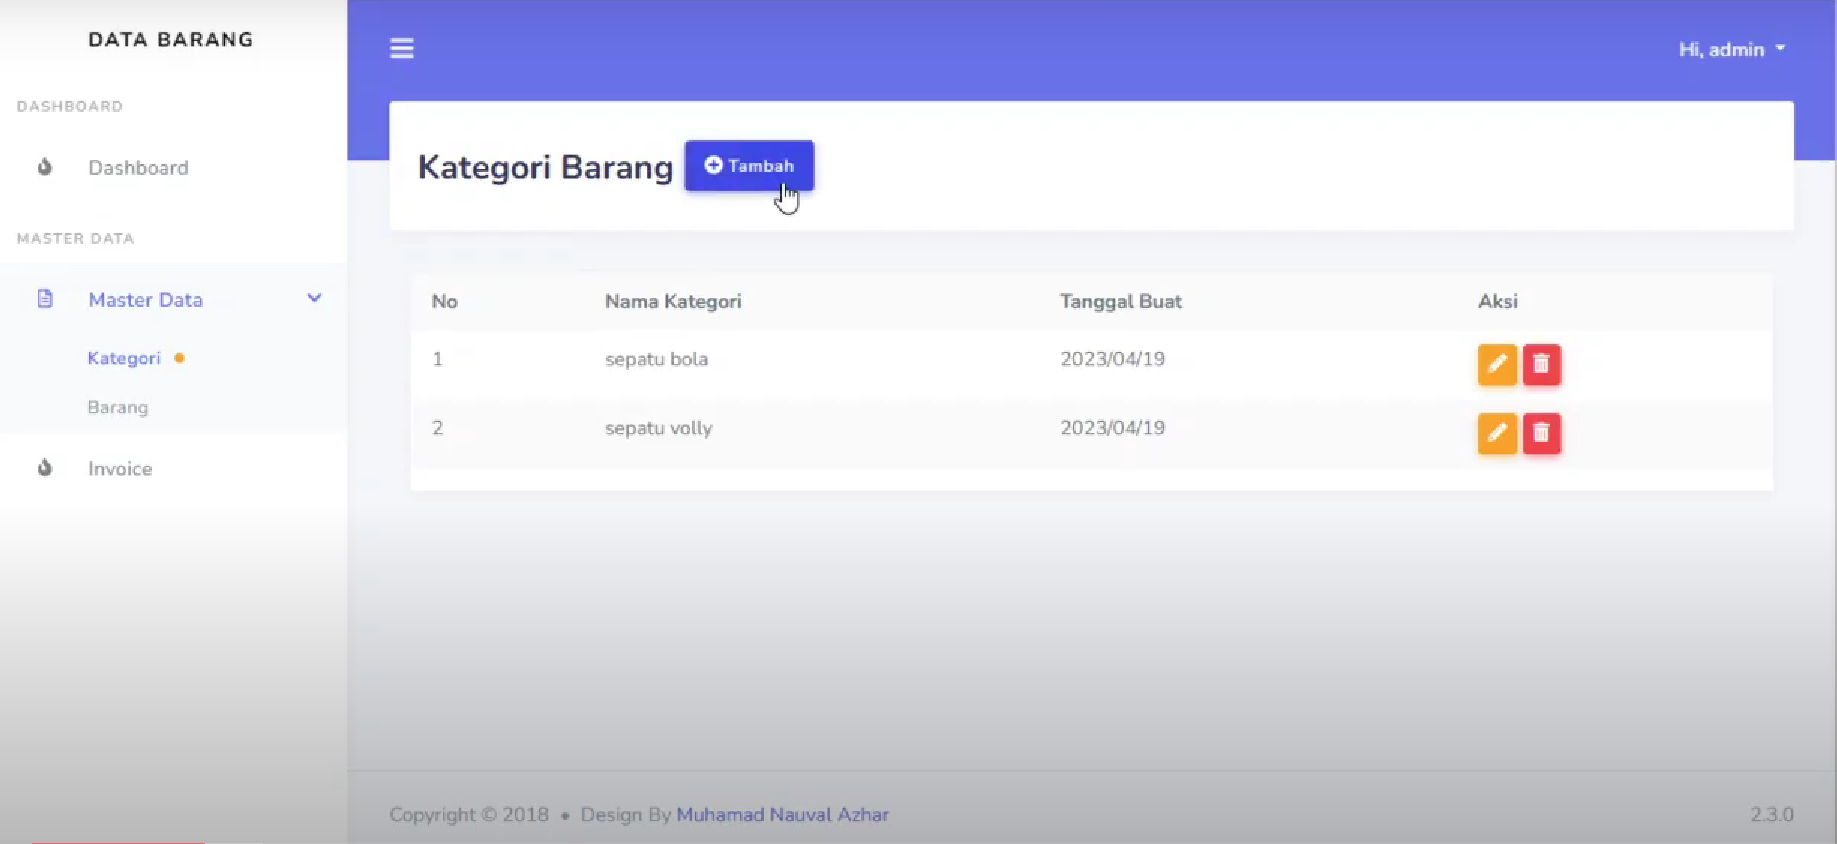 DATA BARANG
Hi, admin
DASHBOARD
Dashboard
MASTER DATA
Master Data
Kategori
Barang
Invoice
Kategori Barang
Tambah
No Nama Kategori Tanggal Buat Aksi
1 sepatu bola 2023/04/19
2 sepatu volly 2023/04/19
Copyright © 2018 • Design By Muhamad Nauval Azhar
2.3.0